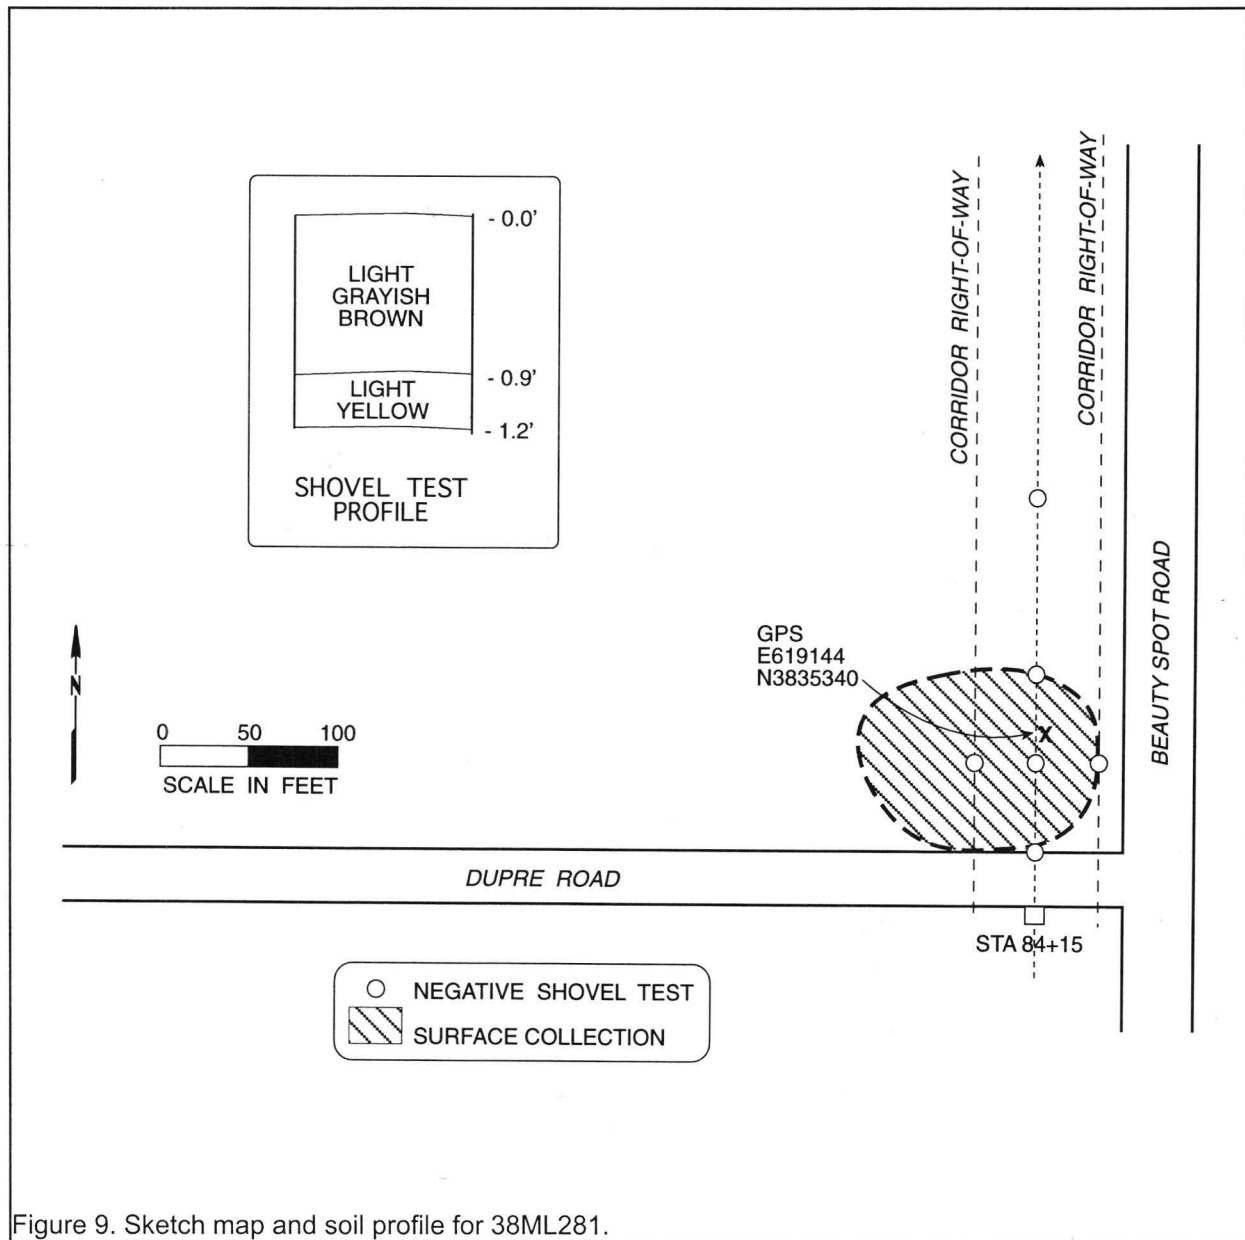 - 0.0'
LIGHT
GRAYISH
BROWN
- 0.9'
LIGHT
YELLOW
- 1.2'
SHOVEL TEST
PROFILE
CORRIDOR RIGHT-OF-WAY
CORRIDOR RIGHT-OF-WAY
BEAUTY SPOT ROAD
GPS
E619144
N3835340
X
N
0 50 100
SCALE IN FEET
DUPRE ROAD
STA 84+15
NEGATIVE SHOVEL TEST
SURFACE COLLECTION
Figure 9. Sketch map and soil profile for 38ML281.